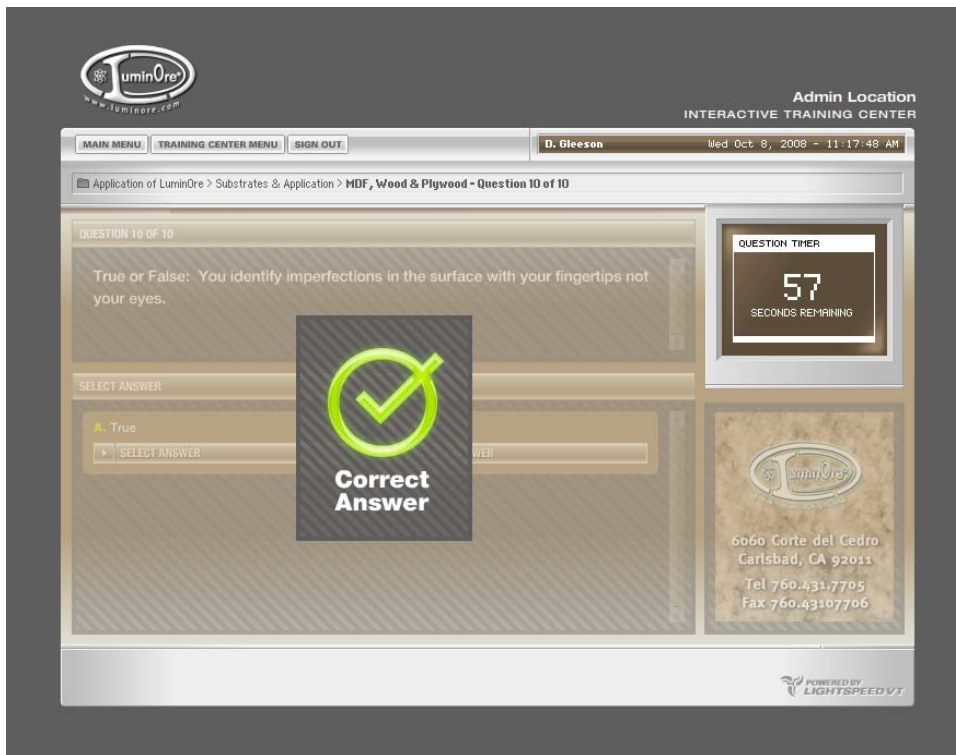 LuminOre®
www.luminore.com
Admin Location
INTERACTIVE TRAINING CENTER
MAIN MENU TRAINING CENTER MENU SIGN OUT
D. Gleeson Wed Oct 8, 2008 - 11:17:48 AM
Application of LuminOre > Substrates & Application > MDF, Wood & Plywood - Question 10 of 10
QUESTION 10 OF 10
True or False: You identify imperfections in the surface with your fingertips not
your eyes.
QUESTION TIMER
57
SECONDS REMAINING
SELECT ANSWER
A. True
SELECT ANSWER
WER
Correct
Answer
LuminOre
6060 Corte del Cedro
Carlsbad, CA 92011
Tel 760.431.7705
Fax 760.43107706
POWERED BY
LIGHTSPEEDVT